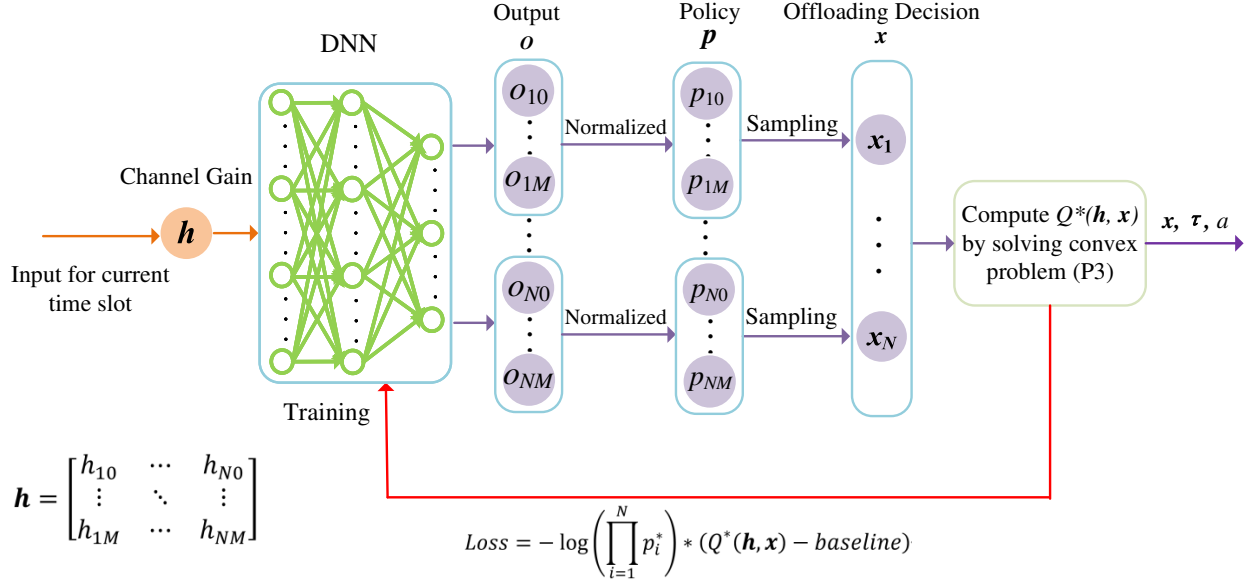 DNN
Output
o
Policy
p
Offloading Decision
x
o10
o1M
Normalized
p10
p1M
Sampling
x1
Channel Gain
h
Input for current
time slot
oN0
oNM
Normalized
pN0
pNM
Sampling
xN
Compute Q*(h, x)
by solving convex
problem (P3)
x, τ, a
Training
h = [h10 ⋯ hN0
⋮ ⋱ ⋮
h1M ⋯ hNM]
Loss = − log(∏_{i=1}^{N} p_i^*) * (Q*(h, x) − baseline)